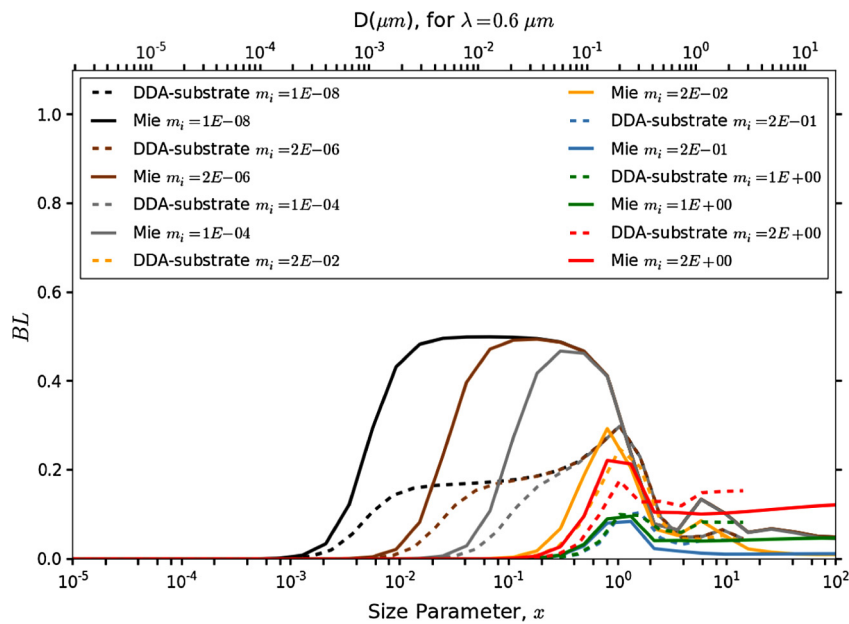 D(μm), for λ=0.6 μm
10⁻⁵ 10⁻⁴ 10⁻³ 10⁻² 10⁻¹ 10⁰ 10¹
DDA-substrate mᵢ=1E−08
Mie mᵢ=1E−08
DDA-substrate mᵢ=2E−06
Mie mᵢ=2E−06
DDA-substrate mᵢ=1E−04
Mie mᵢ=1E−04
DDA-substrate mᵢ=2E−02
Mie mᵢ=2E−02
DDA-substrate mᵢ=2E−01
Mie mᵢ=2E−01
DDA-substrate mᵢ=1E+00
Mie mᵢ=1E+00
DDA-substrate mᵢ=2E+00
Mie mᵢ=2E+00
BL
1.0
0.8
0.6
0.4
0.2
0.0
10⁻⁵ 10⁻⁴ 10⁻³ 10⁻² 10⁻¹ 10⁰ 10¹ 10²
Size Parameter, x